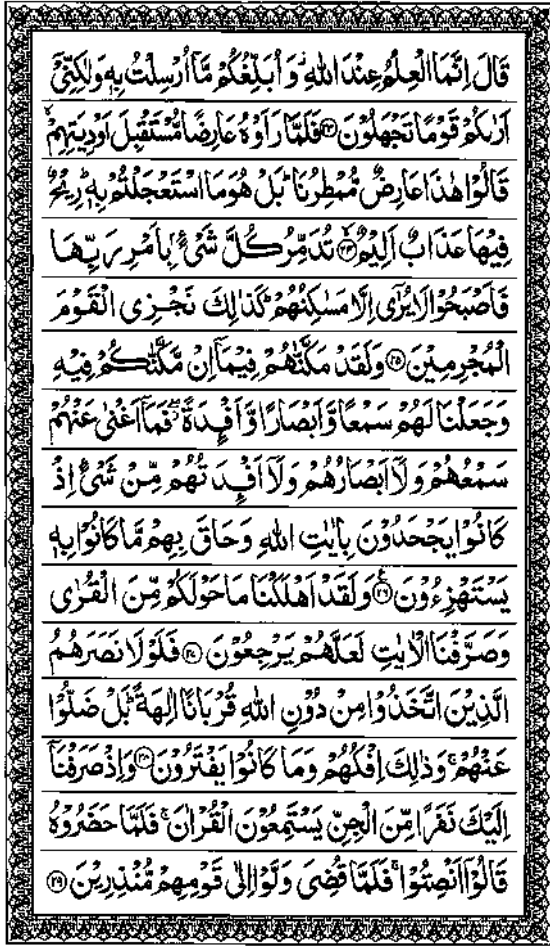 قَالَ اِنَّمَا الْعِلْمُ عِنْدَ اللّٰهِ ۖ وَ اُبَلِّغُكُمْ مَّاۤ اُرْسِلْتُ بِهٖ وَلٰكِنِّیْۤ
اَرٰىكُمْ قَوْمًا تَجْهَلُوْنَ ﴿۲۳﴾ فَلَمَّا رَاَوْهُ عَارِضًا مُّسْتَقْبِلَ اَوْدِیَتِهِمْ ۙ
قَالُوْا هٰذَا عَارِضٌ مُّمْطِرُنَا ؕ بَلْ هُوَ مَا اسْتَعْجَلْتُمْ بِهٖ ؕ رِیْحٌ
فِیْهَا عَذَابٌ اَلِیْمٌ ﴿۲۴﴾ۙ تُدَمِّرُ كُلَّ شَیْءٍۭ بِاَمْرِ رَبِّهَا
فَاَصْبَحُوْا لَا یُرٰۤی اِلَّا مَسٰكِنُهُمْ ؕ كَذٰلِكَ نَجْزِی الْقَوْمَ
الْمُجْرِمِیْنَ ﴿۲۵﴾ وَلَقَدْ مَكَّنّٰهُمْ فِیْمَاۤ اِنْ مَّكَّنّٰكُمْ فِیْهِ
وَجَعَلْنَا لَهُمْ سَمْعًا وَّاَبْصَارًا وَّاَفْـِٕدَةً ۖؗ فَمَاۤ اَغْنٰی عَنْهُمْ
سَمْعُهُمْ وَلَاۤ اَبْصَارُهُمْ وَلَاۤ اَفْـِٕدَتُهُمْ مِّنْ شَیْءٍ اِذْ
كَانُوْا یَجْحَدُوْنَ بِاٰیٰتِ اللّٰهِ وَحَاقَ بِهِمْ مَّا كَانُوْا بِهٖ
یَسْتَهْزِءُوْنَ ﴿۲۶﴾۠ وَلَقَدْ اَهْلَكْنَا مَا حَوْلَكُمْ مِّنَ الْقُرٰی
وَصَرَّفْنَا الْاٰیٰتِ لَعَلَّهُمْ یَرْجِعُوْنَ ﴿۲۷﴾ فَلَوْلَا نَصَرَهُمُ
الَّذِیْنَ اتَّخَذُوْا مِنْ دُوْنِ اللّٰهِ قُرْبَانًا اٰلِهَةً ؕ بَلْ ضَلُّوْا
عَنْهُمْ ۚ وَذٰلِكَ اِفْكُهُمْ وَمَا كَانُوْا یَفْتَرُوْنَ ﴿۲۸﴾ وَاِذْ صَرَفْنَاۤ
اِلَیْكَ نَفَرًا مِّنَ الْجِنِّ یَسْتَمِعُوْنَ الْقُرْاٰنَ ۚ فَلَمَّا حَضَرُوْهُ
قَالُوْۤا اَنْصِتُوْا ۚ فَلَمَّا قُضِیَ وَلَّوْا اِلٰی قَوْمِهِمْ مُّنْذِرِیْنَ ﴿۲۹﴾